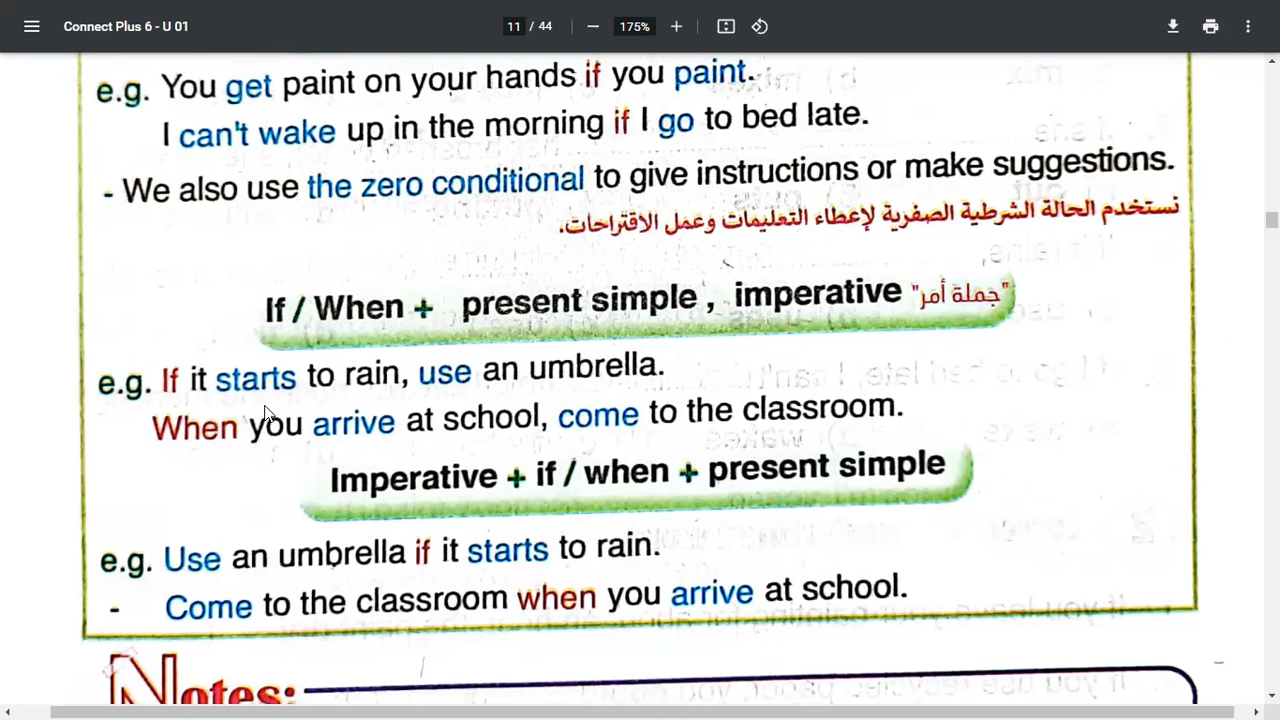 Connect Plus 6 - U 01
11 / 44
175%
e.g. You get paint on your hands if you paint.
I can't wake up in the morning if I go to bed late.
- We also use the zero conditional to give instructions or make suggestions.
نستخدم الحالة الشرطية الصفرية لإعطاء التعليمات وعمل الاقتراحات.
If / When + present simple , imperative "جملة أمر"
e.g. If it starts to rain, use an umbrella.
When you arrive at school, come to the classroom.
Imperative + if / when + present simple
e.g. Use an umbrella if it starts to rain.
- Come to the classroom when you arrive at school.
Notes: